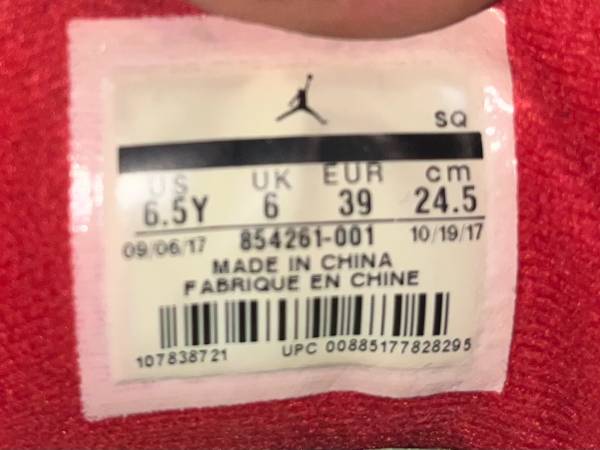 SQ
US UK EUR cm
6.5Y 6 39 24.5
09/06/17 854261-001 10/19/17
MADE IN CHINA
FABRIQUE EN CHINE
107838721 UPC 00885177828295